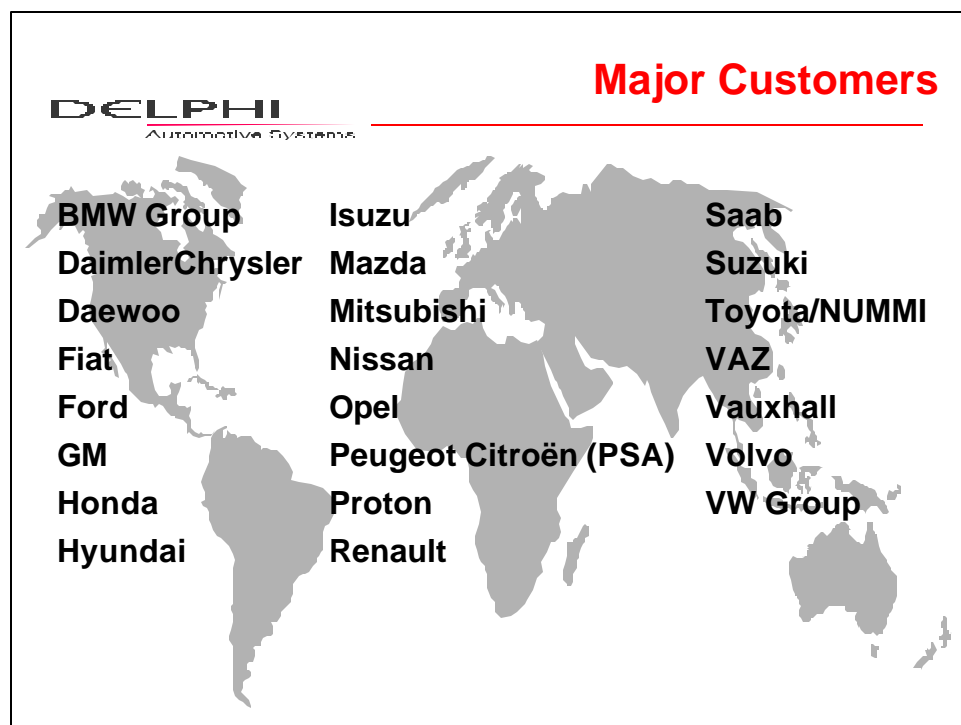 Major Customers
DELPHI
Automotive Systems
BMW Group
DaimlerChrysler
Daewoo
Fiat
Ford
GM
Honda
Hyundai
Isuzu
Mazda
Mitsubishi
Nissan
Opel
Peugeot Citroën (PSA)
Proton
Renault
Saab
Suzuki
Toyota/NUMMI
VAZ
Vauxhall
Volvo
VW Group